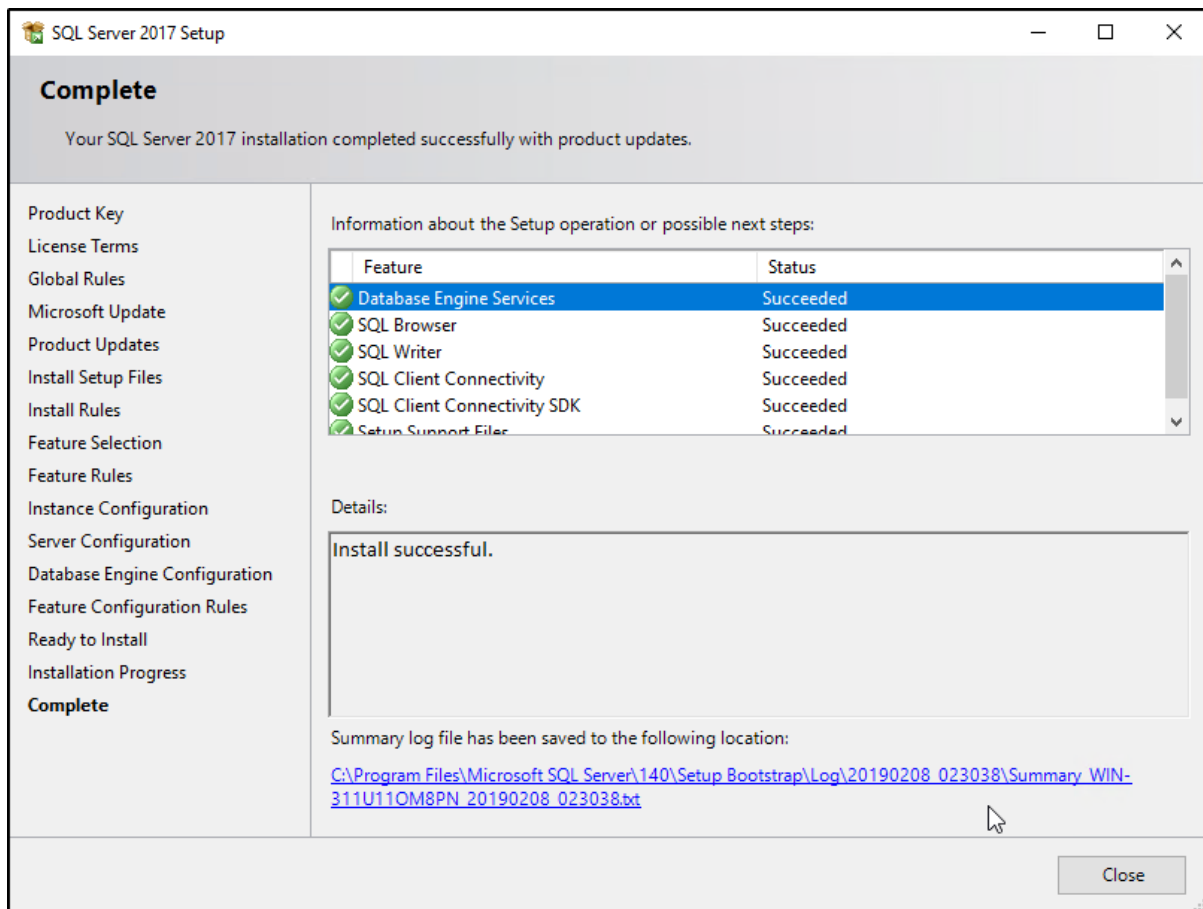 SQL Server 2017 Setup
Complete
Your SQL Server 2017 installation completed successfully with product updates.
Product Key
License Terms
Global Rules
Microsoft Update
Product Updates
Install Setup Files
Install Rules
Feature Selection
Feature Rules
Instance Configuration
Server Configuration
Database Engine Configuration
Feature Configuration Rules
Ready to Install
Installation Progress
Complete
Information about the Setup operation or possible next steps:
Feature Status
Database Engine Services Succeeded
SQL Browser Succeeded
SQL Writer Succeeded
SQL Client Connectivity Succeeded
SQL Client Connectivity SDK Succeeded
Setup Support Files Succeeded
Details:
Install successful.
Summary log file has been saved to the following location:
C:\Program Files\Microsoft SQL Server\140\Setup Bootstrap\Log\20190208_023038\Summary_WIN-
311U11OM8PN_20190208_023038.txt
Close